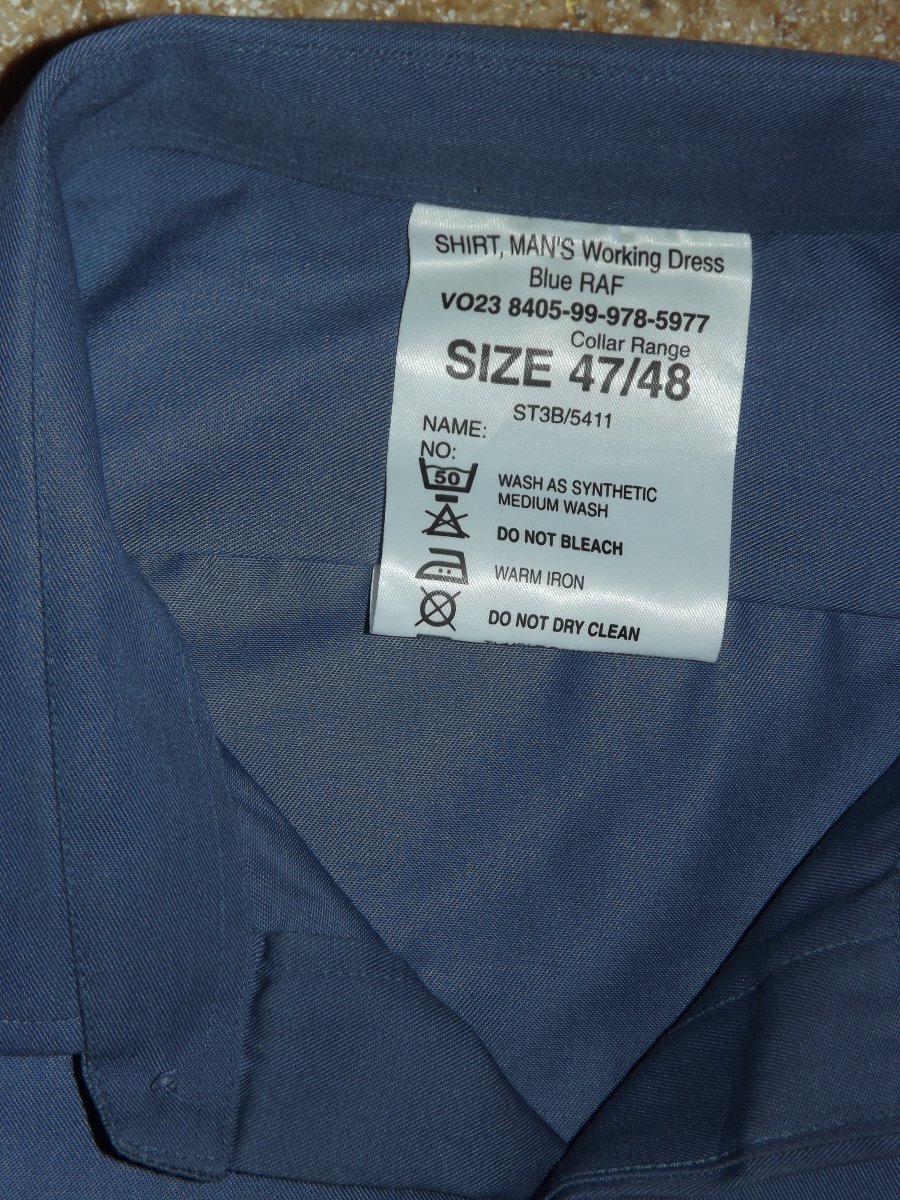 SHIRT, MAN'S Working Dress
Blue RAF
VO23 8405-99-978-5977
Collar Range
SIZE 47/48
ST3B/5411
NAME:
NO:
50
WASH AS SYNTHETIC
MEDIUM WASH
DO NOT BLEACH
WARM IRON
DO NOT DRY CLEAN